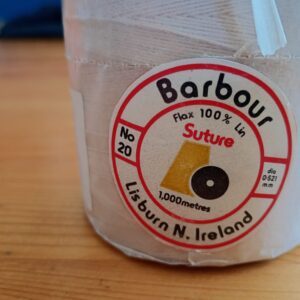 Barbour
Flax 100% Lin
Suture
No
20
dia
0·521
mm
1,000metres
Lisburn N. Ireland